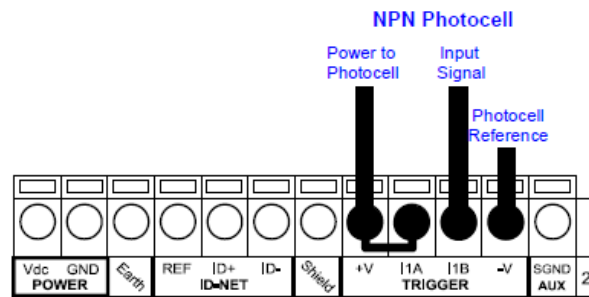 NPN Photocell
Power to
Photocell
Input
Signal
Photocell
Reference
Vdc GND Earth REF ID+ ID- Shield +V I1A I1B -V SGND 2
POWER ID-NET TRIGGER AUX